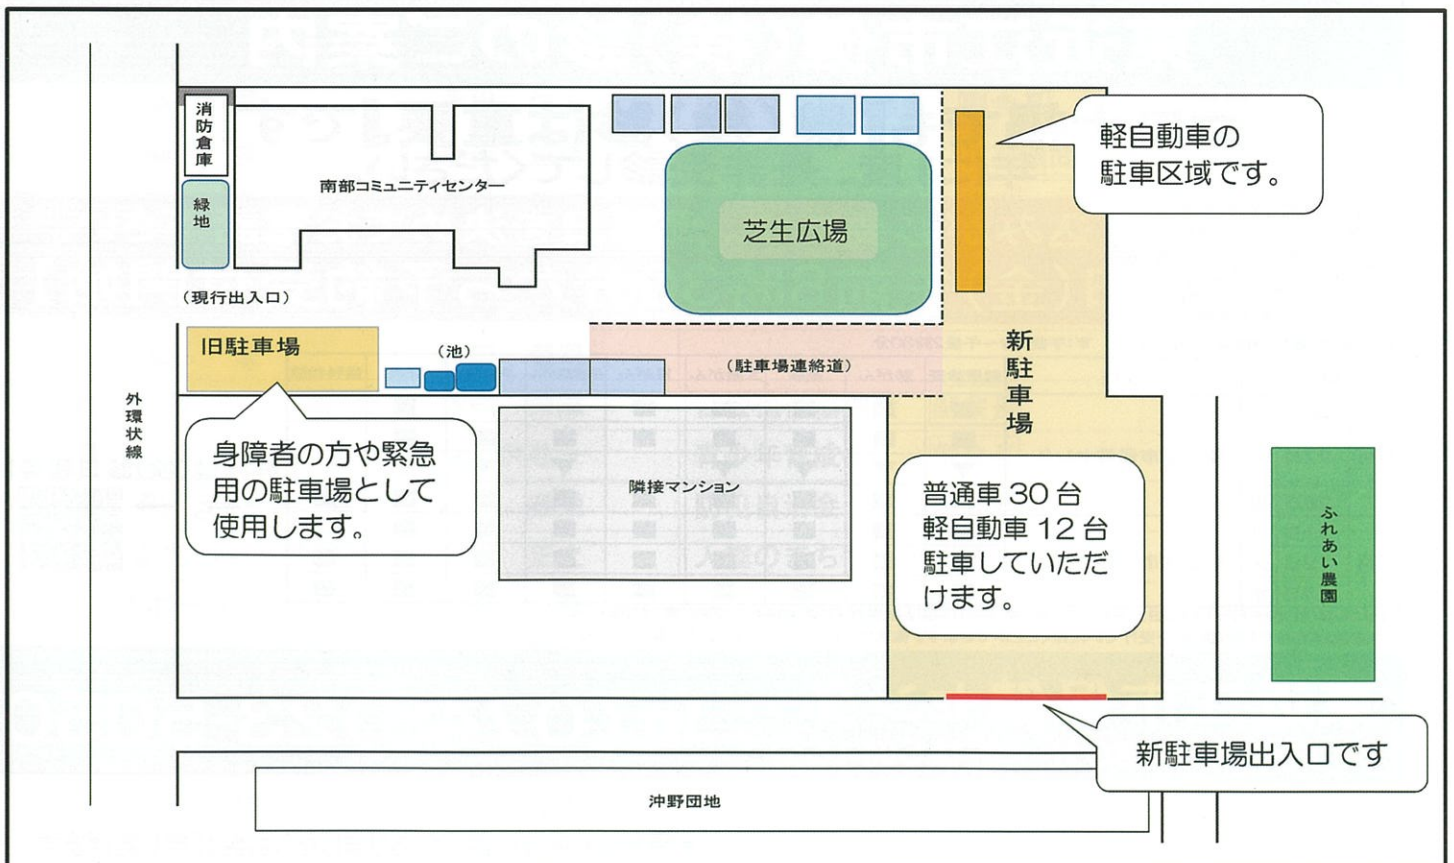 消防倉庫
緑地
南部コミュニティセンター
芝生広場
軽自動車の
駐車区域です。
(現行出入口)
旧駐車場
(池)
(駐車場連絡道)
新駐車場
外環状線
身障者の方や緊急
用の駐車場として
使用します。
隣接マンション
普通車 30 台
軽自動車 12 台
駐車していただ
けます。
ふれあい農園
新駐車場出入口です
沖野団地